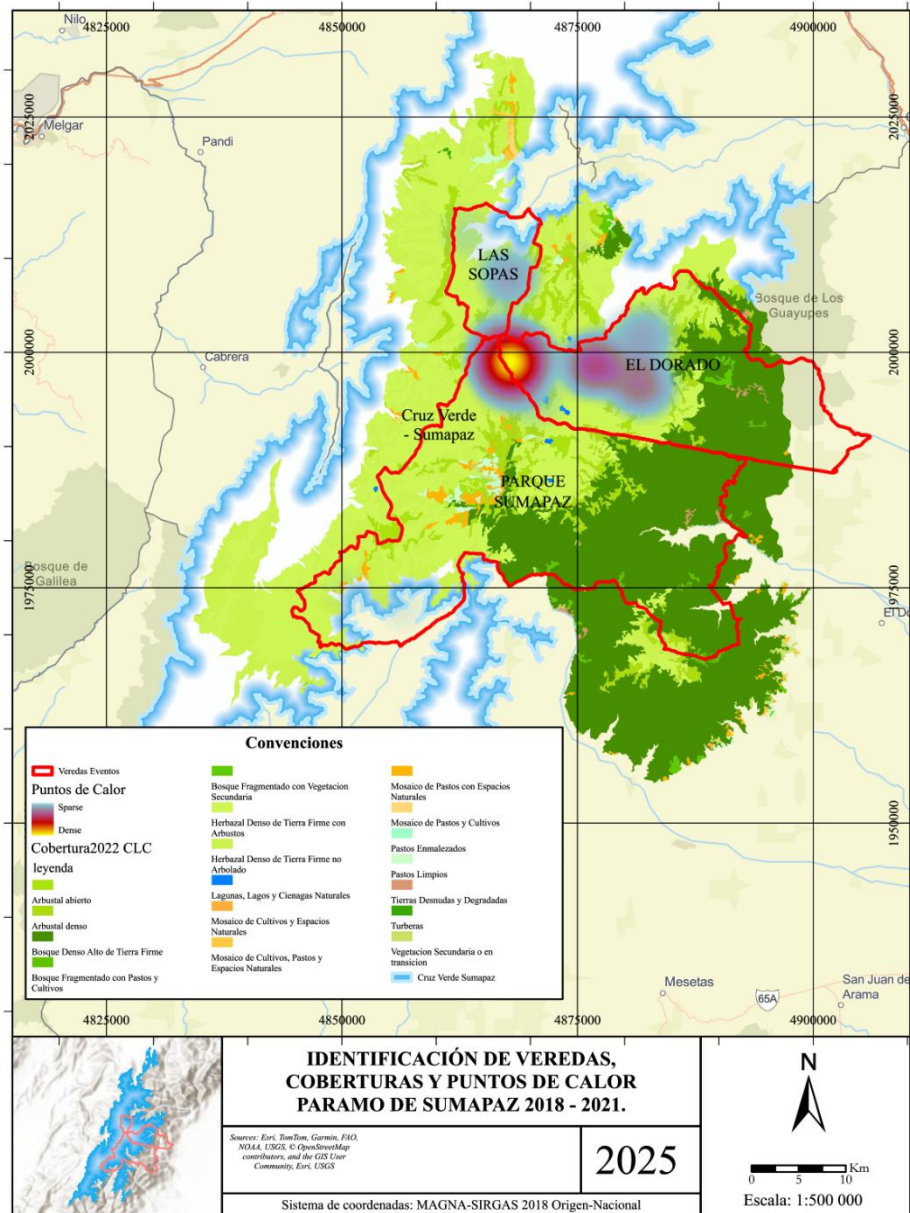 Nilo
4825000
4850000
4875000
4900000
2025000
2025000
Melgar
Pandi
LAS
SOPAS
Bosque de Los
Guayupes
2000000
2000000
Cabrera
EL DORADO
Cruz Verde
- Sumapaz
PARQUE
SUMAPAZ
Bosque de
Galilea
1975000
1975000
El Do
Convenciones
Veredas Eventos
Puntos de Calor
Sparse
Dense
Cobertura2022 CLC
leyenda
Arbustal abierto
Arbustal denso
Bosque Denso Alto de Tierra Firme
Bosque Fragmentado con Pastos y
Cultivos
Bosque Fragmentado con Vegetacion
Secundaria
Herbazal Denso de Tierra Firme con
Arbustos
Herbazal Denso de Tierra Firme no
Arbolado
Lagunas, Lagos y Cienagas Naturales
Mosaico de Cultivos y Espacios
Naturales
Mosaico de Cultivos, Pastos y
Espacios Naturales
Mosaico de Pastos con Espacios
Naturales
Mosaico de Pastos y Cultivos
Pastos Enmalezados
Pastos Limpios
Tierras Desnudas y Degradadas
Turberas
Vegetacion Secundaria o en
transicion
Cruz Verde Sumapaz
1950000
1950000
Mesetas
65A
San Juan de
Arama
4825000
4850000
4875000
4900000
IDENTIFICACIÓN DE VEREDAS,
COBERTURAS Y PUNTOS DE CALOR
PARAMO DE SUMAPAZ 2018 - 2021.
Sources: Esri, TomTom, Garmin, FAO,
NOAA, USGS, © OpenStreetMap
contributors, and the GIS User
Community, Esri, USGS
2025
Sistema de coordenadas: MAGNA-SIRGAS 2018 Origen-Nacional
N
Km
0 5 10
Escala: 1:500 000